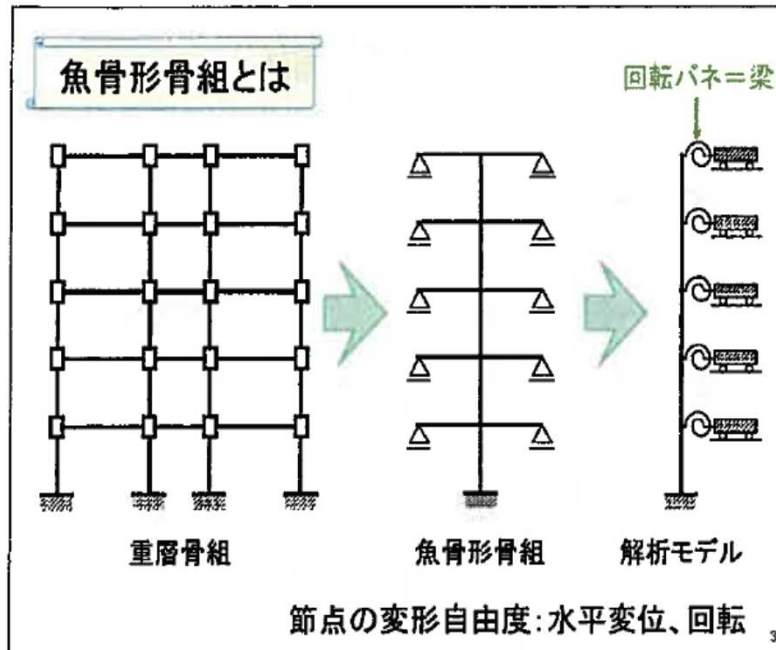 魚骨形骨組とは
回転バネ=梁
重層骨組
魚骨形骨組
解析モデル
節点の変形自由度:水平変位、回転
3